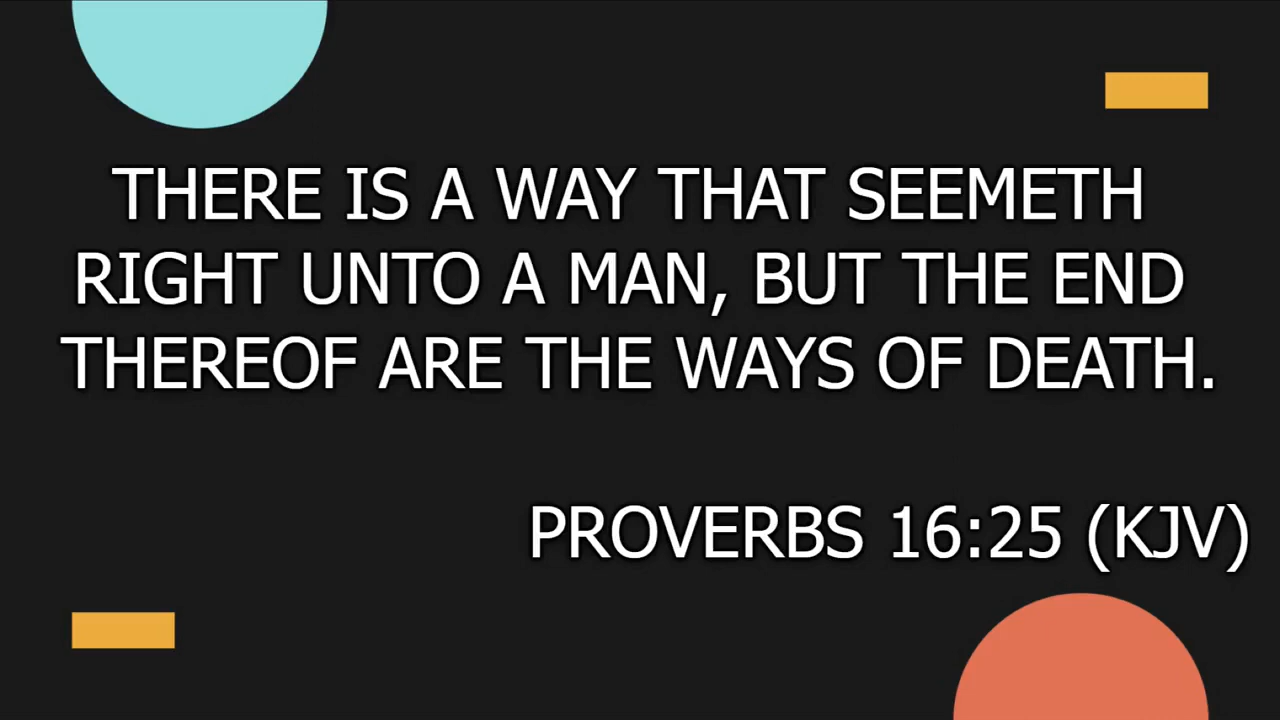 THERE IS A WAY THAT SEEMETH
RIGHT UNTO A MAN, BUT THE END
THEREOF ARE THE WAYS OF DEATH.
PROVERBS 16:25 (KJV)